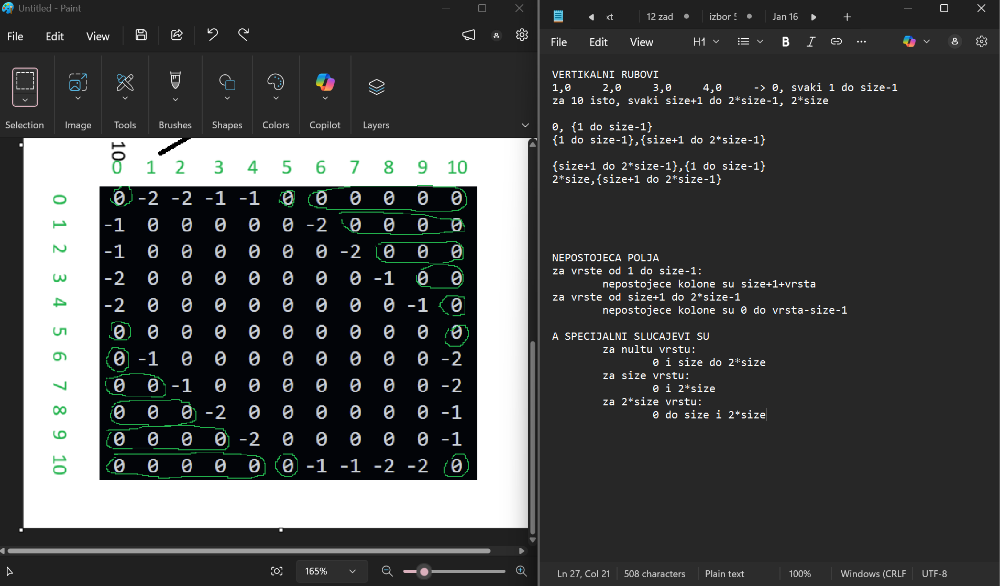 Untitled - Paint
File Edit View
Selection Image Tools Brushes Shapes Colors Copilot Layers
10
0 1 2 3 4 5 6 7 8 9 10
0 0 -2 -2 -1 -1 0 0 0 0 0 0
1 -1 0 0 0 0 0 -2 0 0 0 0
2 -1 0 0 0 0 0 0 -2 0 0 0
3 -2 0 0 0 0 0 0 0 -1 0 0
4 -2 0 0 0 0 0 0 0 0 -1 0
5 0 0 0 0 0 0 0 0 0 0 0
6 0 -1 0 0 0 0 0 0 0 0 -2
7 0 0 -1 0 0 0 0 0 0 0 -2
8 0 0 0 -2 0 0 0 0 0 0 -1
9 0 0 0 0 -2 0 0 0 0 0 -1
10 0 0 0 0 0 0 -1 -1 -2 -2 0
165%
xt 12 zad izbor 5 Jan 16
File Edit View H1 B I
VERTIKALNI RUBOVI
1,0 2,0 3,0 4,0 -> 0, svaki 1 do size-1
za 10 isto, svaki size+1 do 2*size-1, 2*size
0, {1 do size-1}
{1 do size-1},{size+1 do 2*size-1}
{size+1 do 2*size-1},{1 do size-1}
2*size,{size+1 do 2*size-1}
NEPOSTOJECA POLJA
za vrste od 1 do size-1:
nepostojece kolone su size+1+vrsta
za vrste od size+1 do 2*size-1
nepostojece kolone su 0 do vrsta-size-1
A SPECIJALNI SLUCAJEVI SU
za nultu vrstu:
0 i size do 2*size
za size vrstu:
0 i 2*size
za 2*size vrstu:
0 do size i 2*size
Ln 27, Col 21 508 characters Plain text 100% Windows (CRLF UTF-8